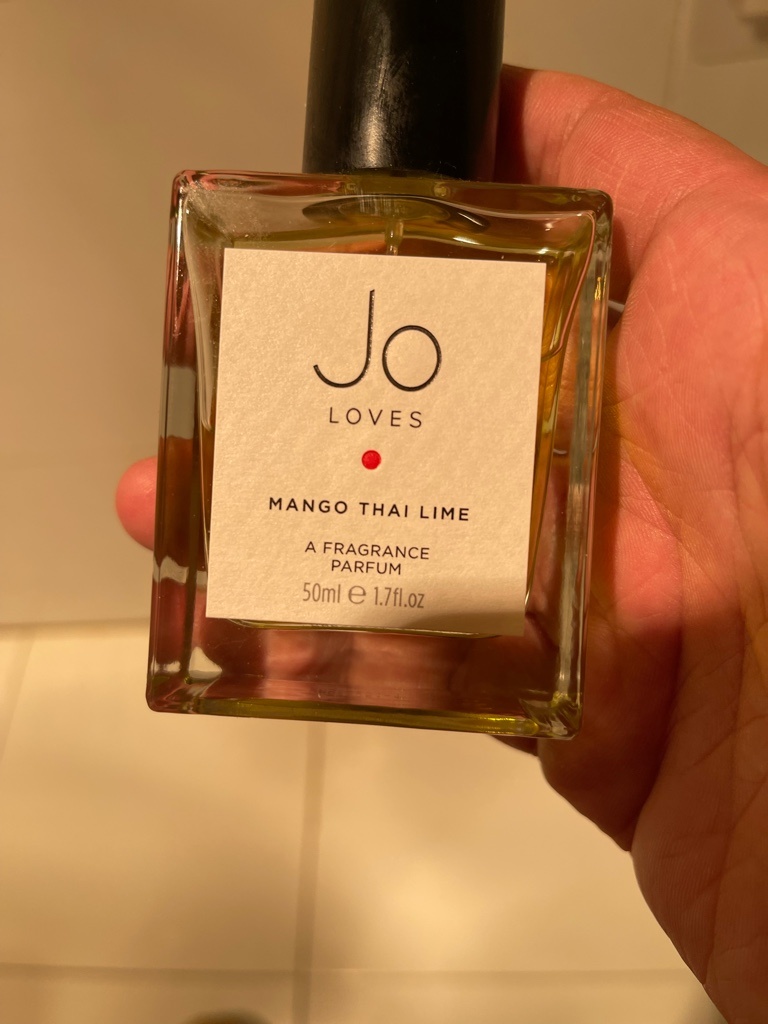 Jo
LOVES
MANGO THAI LIME
A FRAGRANCE
PARFUM
50ml ℮ 1.7fl.oz